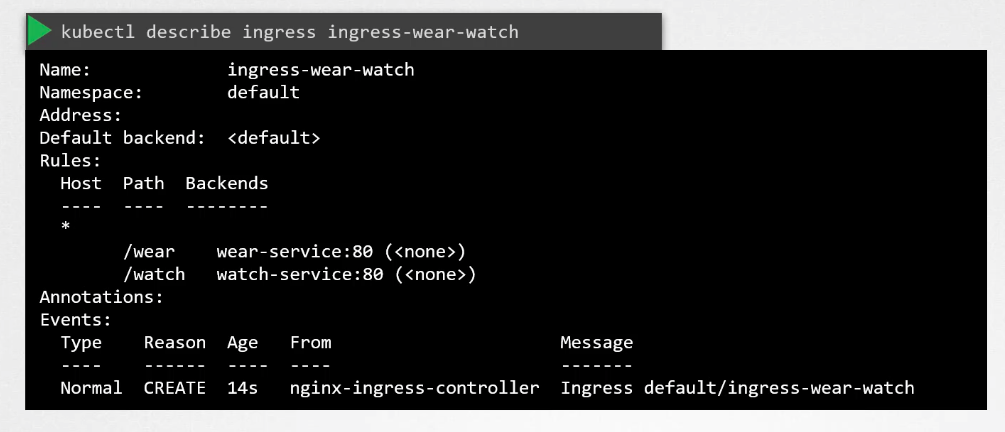 kubectl describe ingress ingress-wear-watch
Name: ingress-wear-watch
Namespace: default
Address:
Default backend: <default>
Rules:
Host Path Backends
---- ---- --------
*
/wear wear-service:80 (<none>)
/watch watch-service:80 (<none>)
Annotations:
Events:
Type Reason Age From Message
---- ------ ---- ---- -------
Normal CREATE 14s nginx-ingress-controller Ingress default/ingress-wear-watch